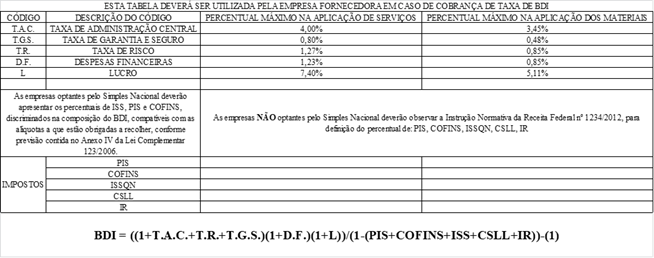 ESTA TABELA DEVERÁ SER UTILIZADA PELA EMPRESA FORNECEDORA EM CASO DE COBRANÇA DE TAXA DE BDI
CÓDIGO DESCRIÇÃO DO CÓDIGO PERCENTUAL MÁXIMO NA APLICAÇÃO DE SERVIÇOS PERCENTUAL MÁXIMO NA APLICAÇÃO DOS MATERIAIS
T.A.C. TAXA DE ADMINISTRAÇÃO CENTRAL 4,00% 3,45%
T.G.S. TAXA DE GARANTIA E SEGURO 0,80% 0,48%
T.R. TAXA DE RISCO 1,27% 0,85%
D.F. DESPESAS FINANCEIRAS 1,23% 0,85%
L LUCRO 7,40% 5,11%
As empresas optantes pelo Simples Nacional deverão
apresentar os percentuais de ISS, PIS e COFINS,
discriminados na composição do BDI, compatíveis com as
alíquotas a que estão obrigadas a recolher, conforme
previsão contida no Anexo IV da Lei Complementar
123/2006.
As empresas NÃO optantes pelo Simples Nacional deverão observar a Instrução Normativa da Receita Federal nº 1234/2012, para
definição do percentual de: PIS, COFINS, ISSQN, CSLL, IR
IMPOSTOS
PIS
COFINS
ISSQN
CSLL
IR
BDI = ((1+T.A.C.+T.R.+T.G.S.)(1+D.F.)(1+L))/(1-(PIS+COFINS+ISS+CSLL+IR))-(1)